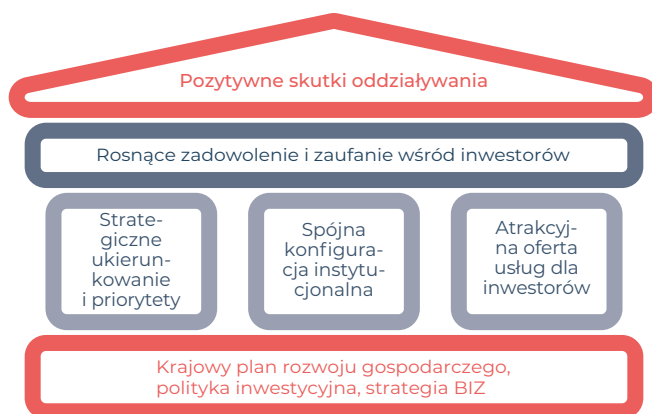 Pozytywne skutki oddziaływania
Rosnące zadowolenie i zaufanie wśród inwestorów
Strate-
giczne
ukierun-
kowanie
i priorytety
Spójna
konfigura-
cja instytu-
cjonalna
Atrakcyj-
na oferta
usług dla
inwestorów
Krajowy plan rozwoju gospodarczego,
polityka inwestycyjna, strategia BIZ